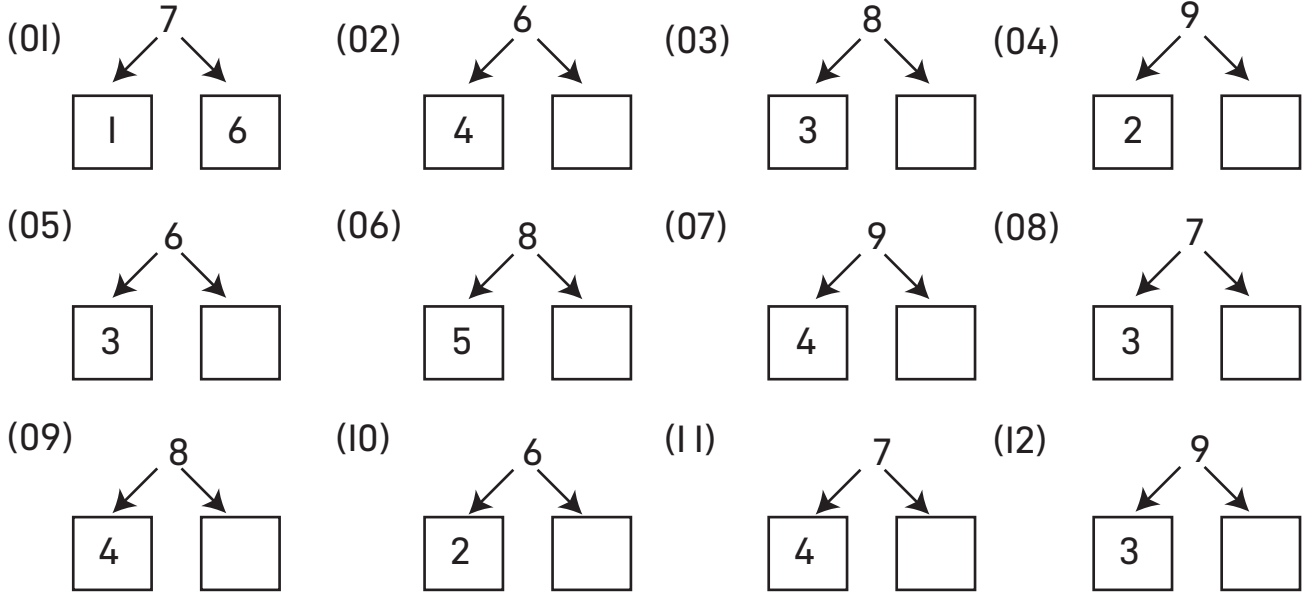 (01) 7 (02) 6 (03) 8 (04) 9
1 6 4 3 2
(05) 6 (06) 8 (07) 9 (08) 7
3 5 4 3
(09) 8 (10) 6 (11) 7 (12) 9
4 2 4 3